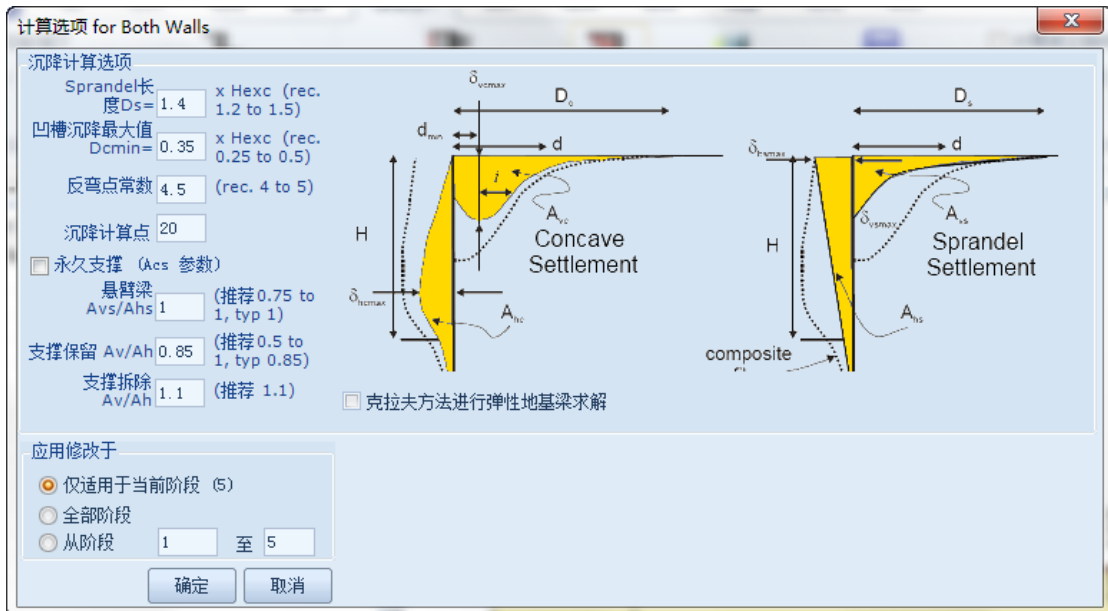 计算选项 for Both Walls
沉降计算选项
Sprandel长
度Ds= 1.4 x Hexc (rec.
1.2 to 1.5)
凹槽沉降最大值
Dcmin= 0.35 x Hexc (rec.
0.25 to 0.5)
反弯点常数 4.5 (rec. 4 to 5)
沉降计算点 20
永久支撑 (Acs 参数)
悬臂梁
Avs/Ahs 1 (推荐0.75 to
1, typ 1)
支撑保留 Av/Ah 0.85 (推荐0.5 to
1, typ 0.85)
支撑拆除
Av/Ah 1.1 (推荐 1.1)
δvcmax
Dc
dmin
d
i
Avc
H
Concave
Settlement
δhcmax
Ahc
Ds
δhsmax
d
Avs
δvsmax
H
Sprandel
Settlement
Ahs
composite
克拉夫方法进行弹性地基梁求解
应用修改于
仅适用于当前阶段 (5)
全部阶段
从阶段 1 至 5
确定 取消